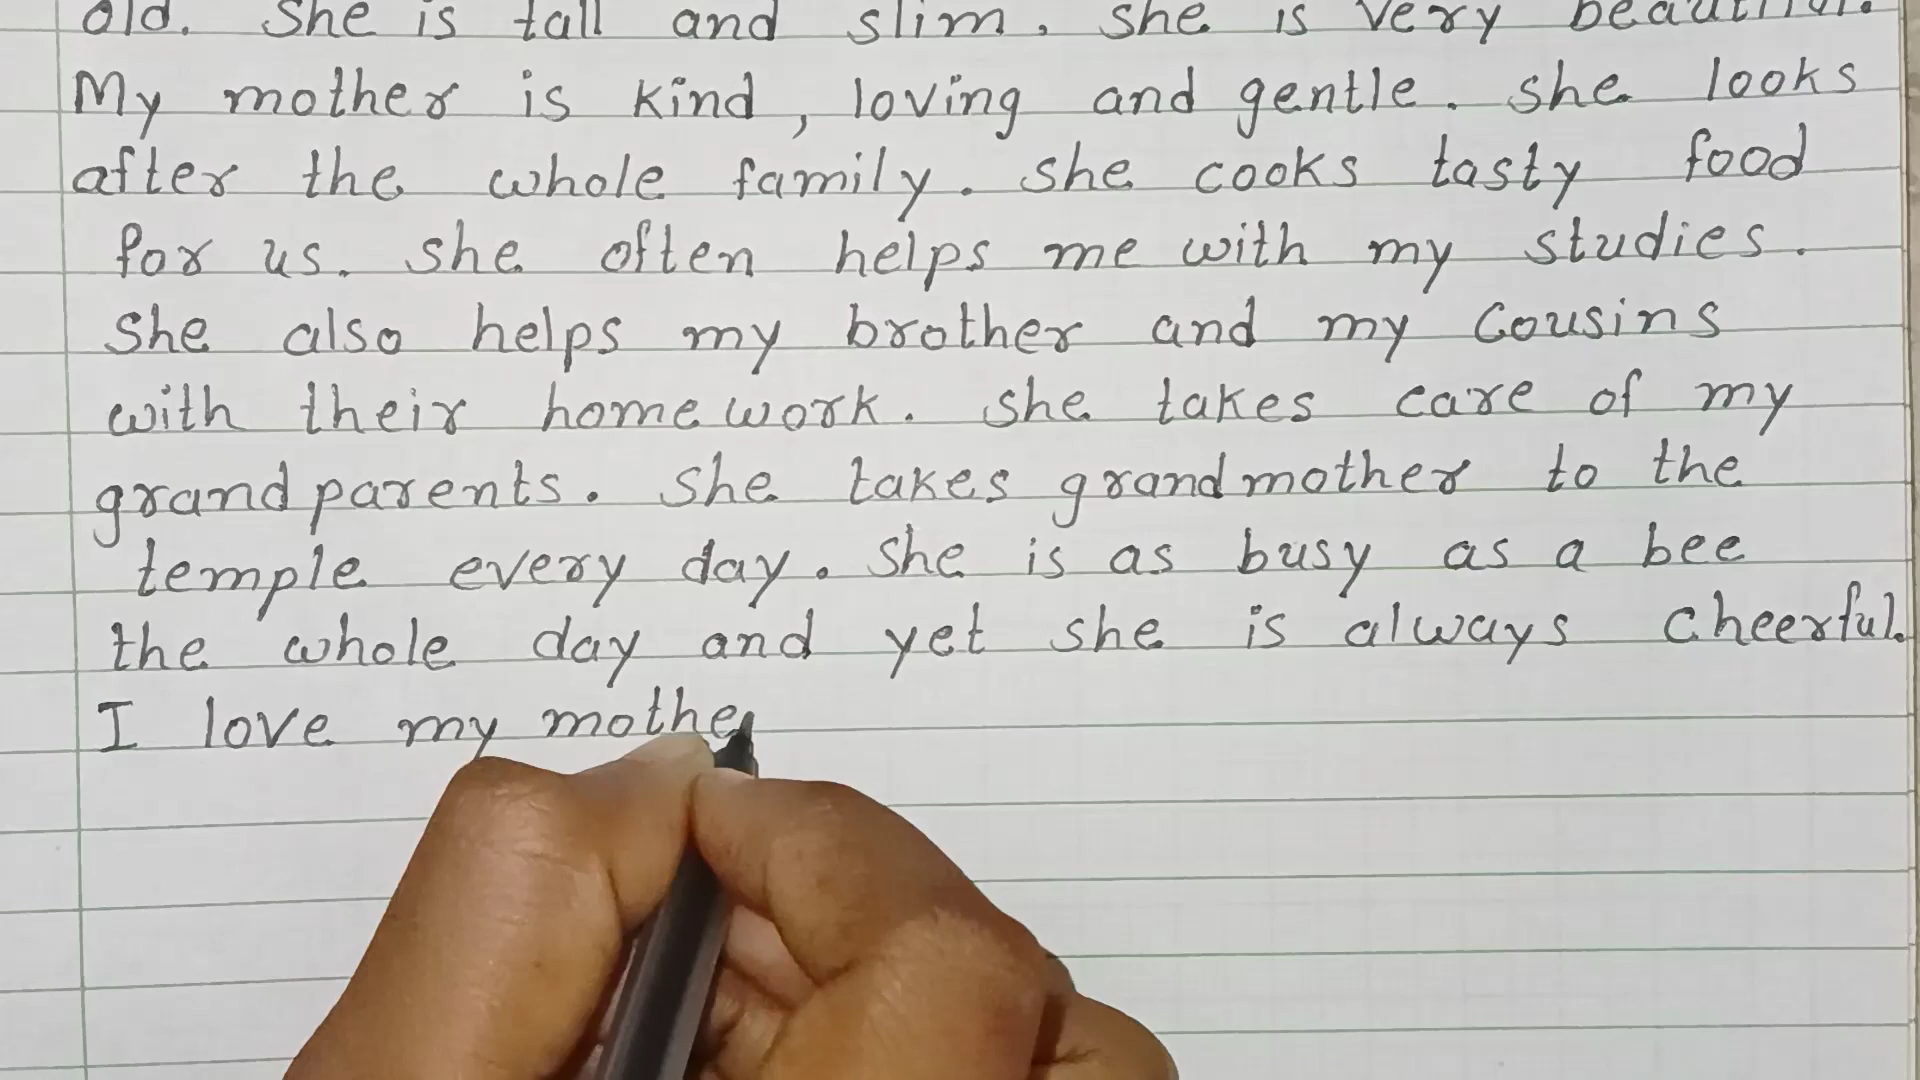 old. She is tall and slim. She is very beautiful.
My mother is kind, loving and gentle. She looks
after the whole family. She cooks tasty food
for us. She often helps me with my studies.
She also helps my brother and my cousins
with their homework. She takes care of my
grandparents. She takes grandmother to the
temple every day. She is as busy as a bee
the whole day and yet she is always cheerful.
I love my mothe